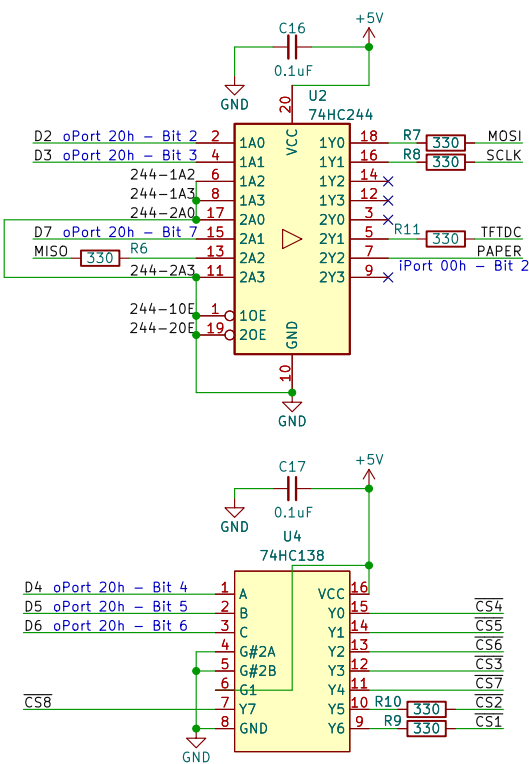 +5V
C16
0.1uF
GND
U2
74HC244
20
VCC
D2 oPort 20h – Bit 2 2 1A0 1Y0 18 R7 330 MOSI
D3 oPort 20h – Bit 3 4 1A1 1Y1 16 R8 330 SCLK
244-1A2 6 1A2 1Y2 14
244-1A3 8 1A3 1Y3 12
244-2A0 17 2A0 2Y0 3
D7 oPort 20h – Bit 7 15 2A1 2Y1 5 R11 330 TFTDC
MISO 330 R6 13 2A2 2Y2 7 PAPER
iPort 00h – Bit 2
244-2A3 11 2A3 2Y3 9
244-1OE 1 1OE
244-2OE 19 2OE
GND
10
GND
+5V
C17
0.1uF
GND
U4
74HC138
D4 oPort 20h – Bit 4 1 A VCC 16
D5 oPort 20h – Bit 5 2 B Y0 15 CS4
D6 oPort 20h – Bit 6 3 C Y1 14 CS5
4 G#2A Y2 13 CS6
5 G#2B Y3 12 CS3
6 G1 Y4 11 CS7
CS8 7 Y7 Y5 10 R10 330 CS2
8 GND Y6 9 R9 330 CS1
GND